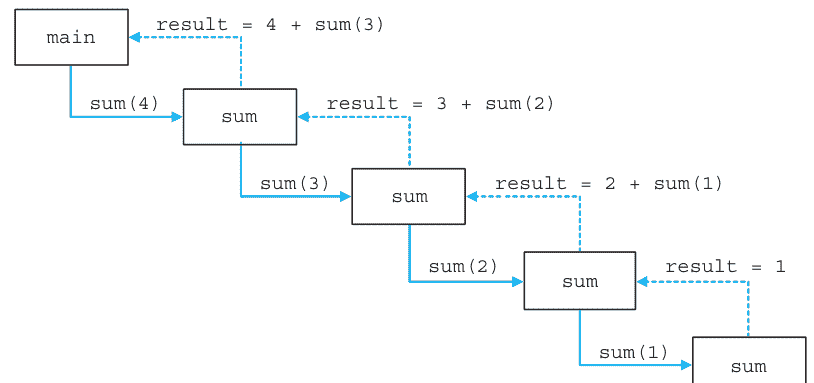 result = 4 + sum(3)
main
sum(4)
result = 3 + sum(2)
sum
sum(3)
result = 2 + sum(1)
sum
sum(2)
result = 1
sum
sum(1)
sum